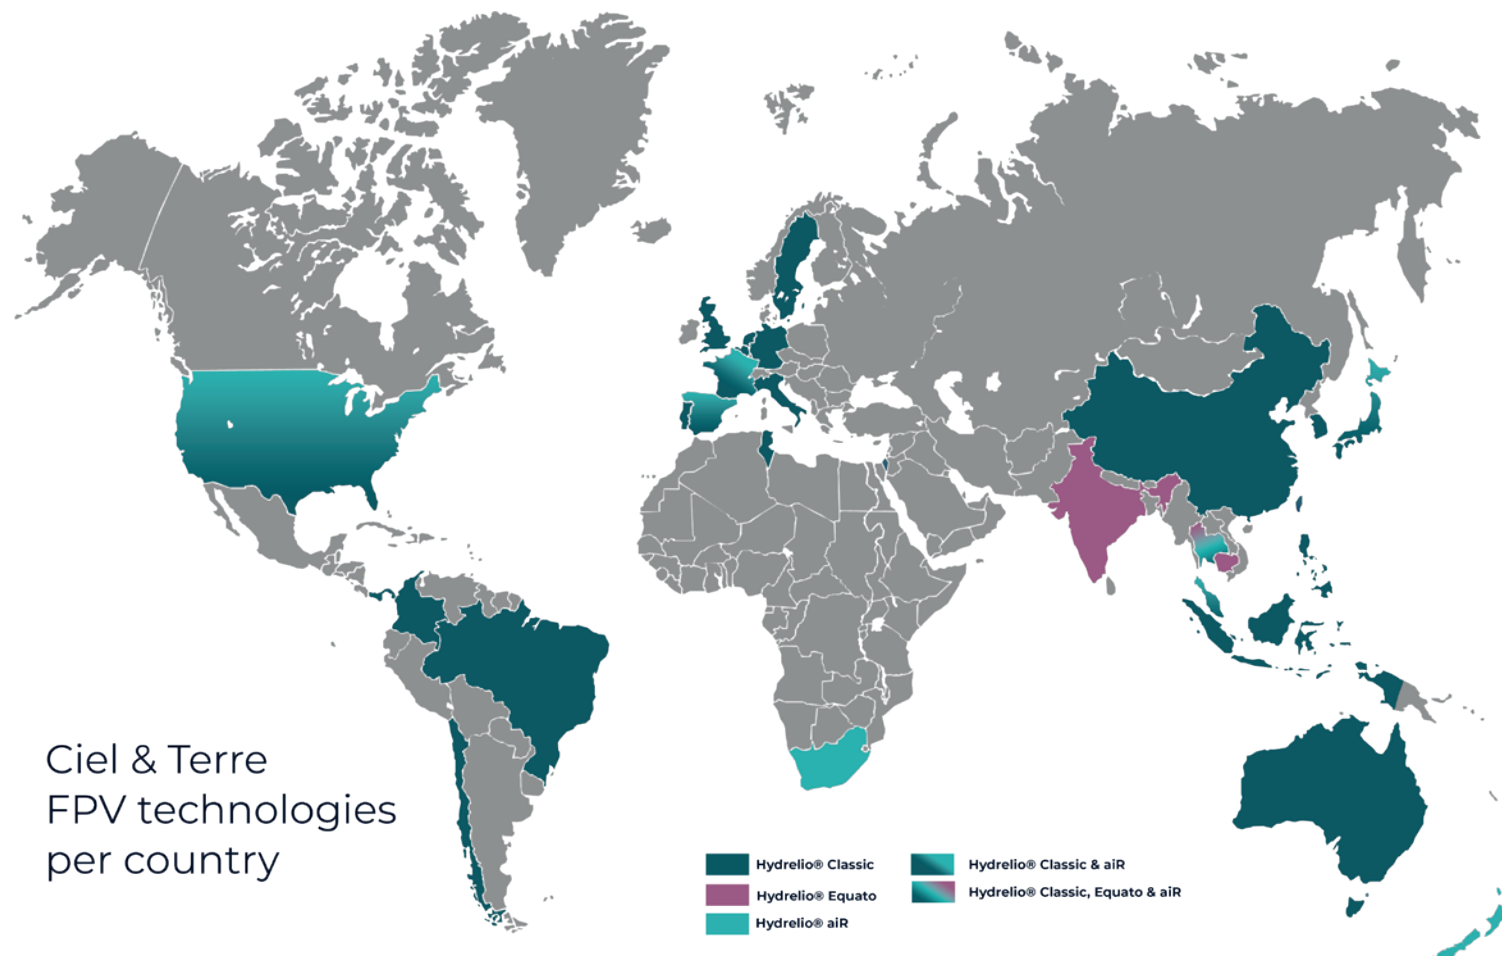 Ciel & Terre
FPV technologies
per country
Hydrelio® Classic
Hydrelio® Equato
Hydrelio® aiR
Hydrelio® Classic & aiR
Hydrelio® Classic, Equato & aiR